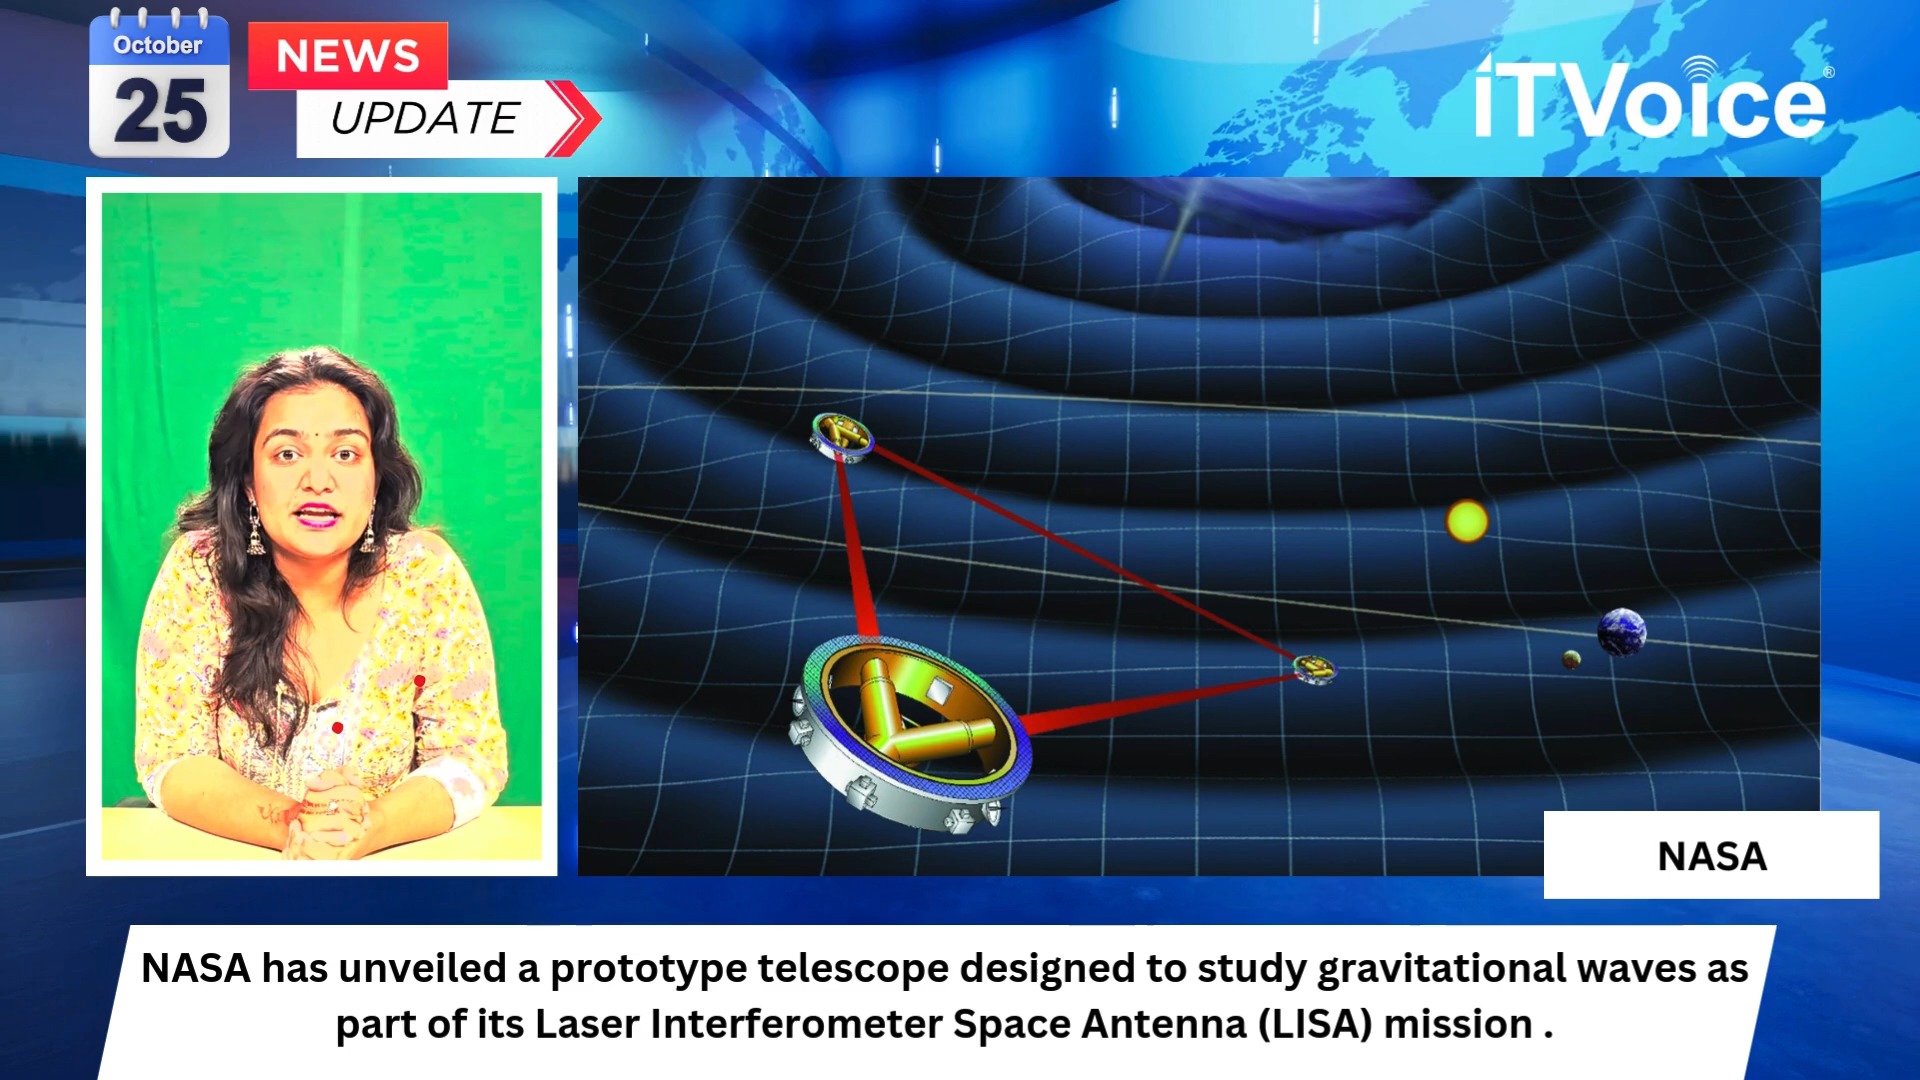 October
25
NEWS
UPDATE
iTVoice®
NASA
NASA has unveiled a prototype telescope designed to study gravitational waves as
part of its Laser Interferometer Space Antenna (LISA) mission .